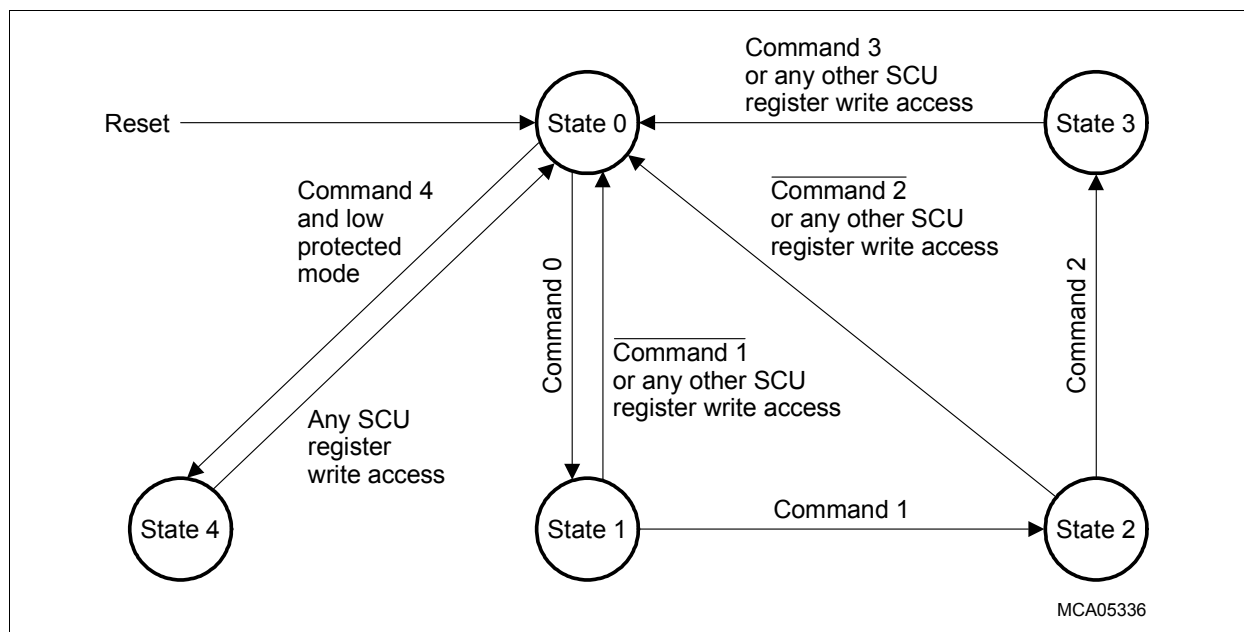 Command 3
or any other SCU
register write access
Reset
State 0
State 3
Command 4
and low
protected
mode
Command 2
or any other SCU
register write access
Command 0
Command 2
Command 1
or any other SCU
register write access
Any SCU
register
write access
State 4
State 1
Command 1
State 2
MCA05336